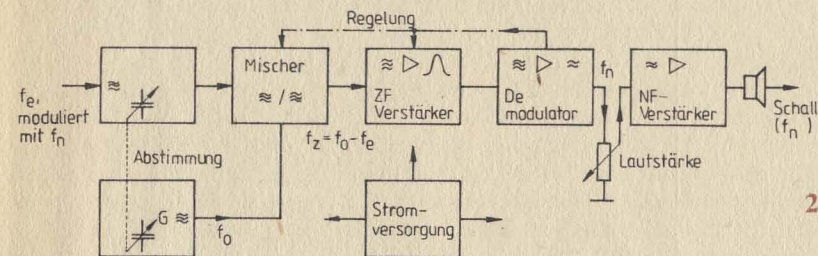 Regelung
Mischer
≈ / ≈
ZF
Verstärker
De
modulator
fn
NF-
Verstärker
fe,
moduliert
mit fn
Schall
(fn)
fz = fo - fe
Abstimmung
Lautstärke
G
fo
Strom-
versorgung
2